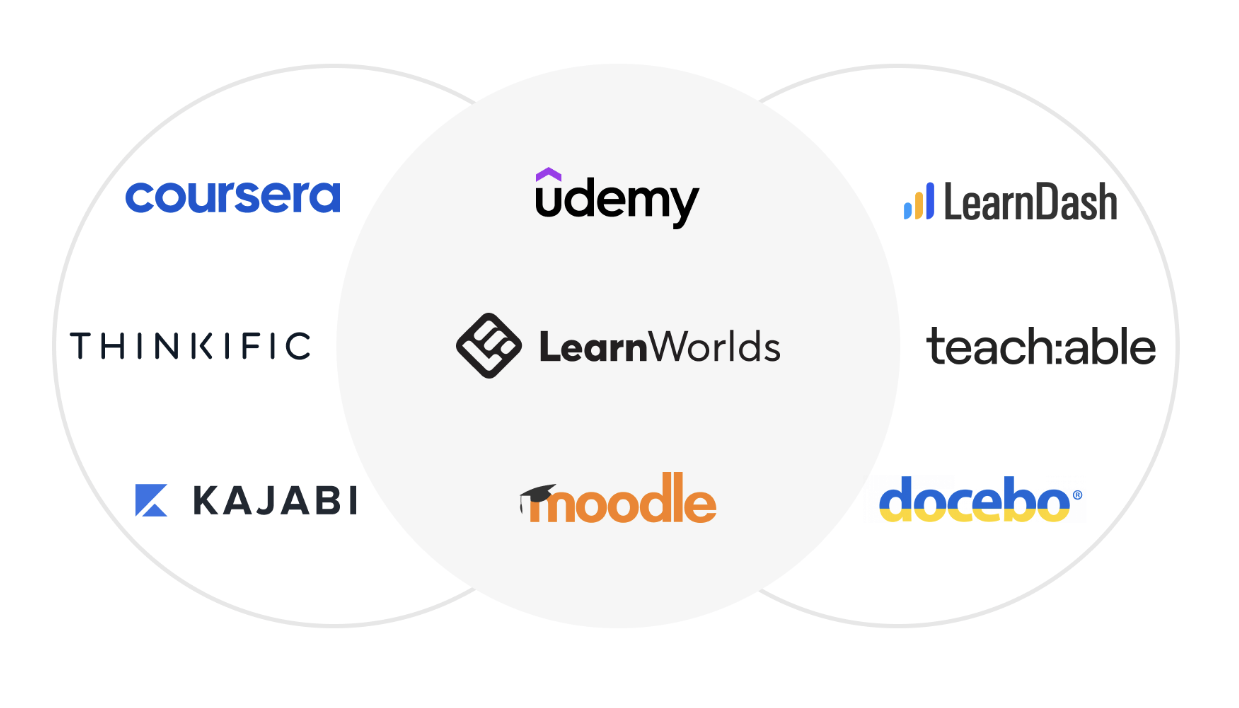 coursera
udemy
LearnDash
THINKIFIC
LearnWorlds
teach:able
KAJABI
moodle
docebo®